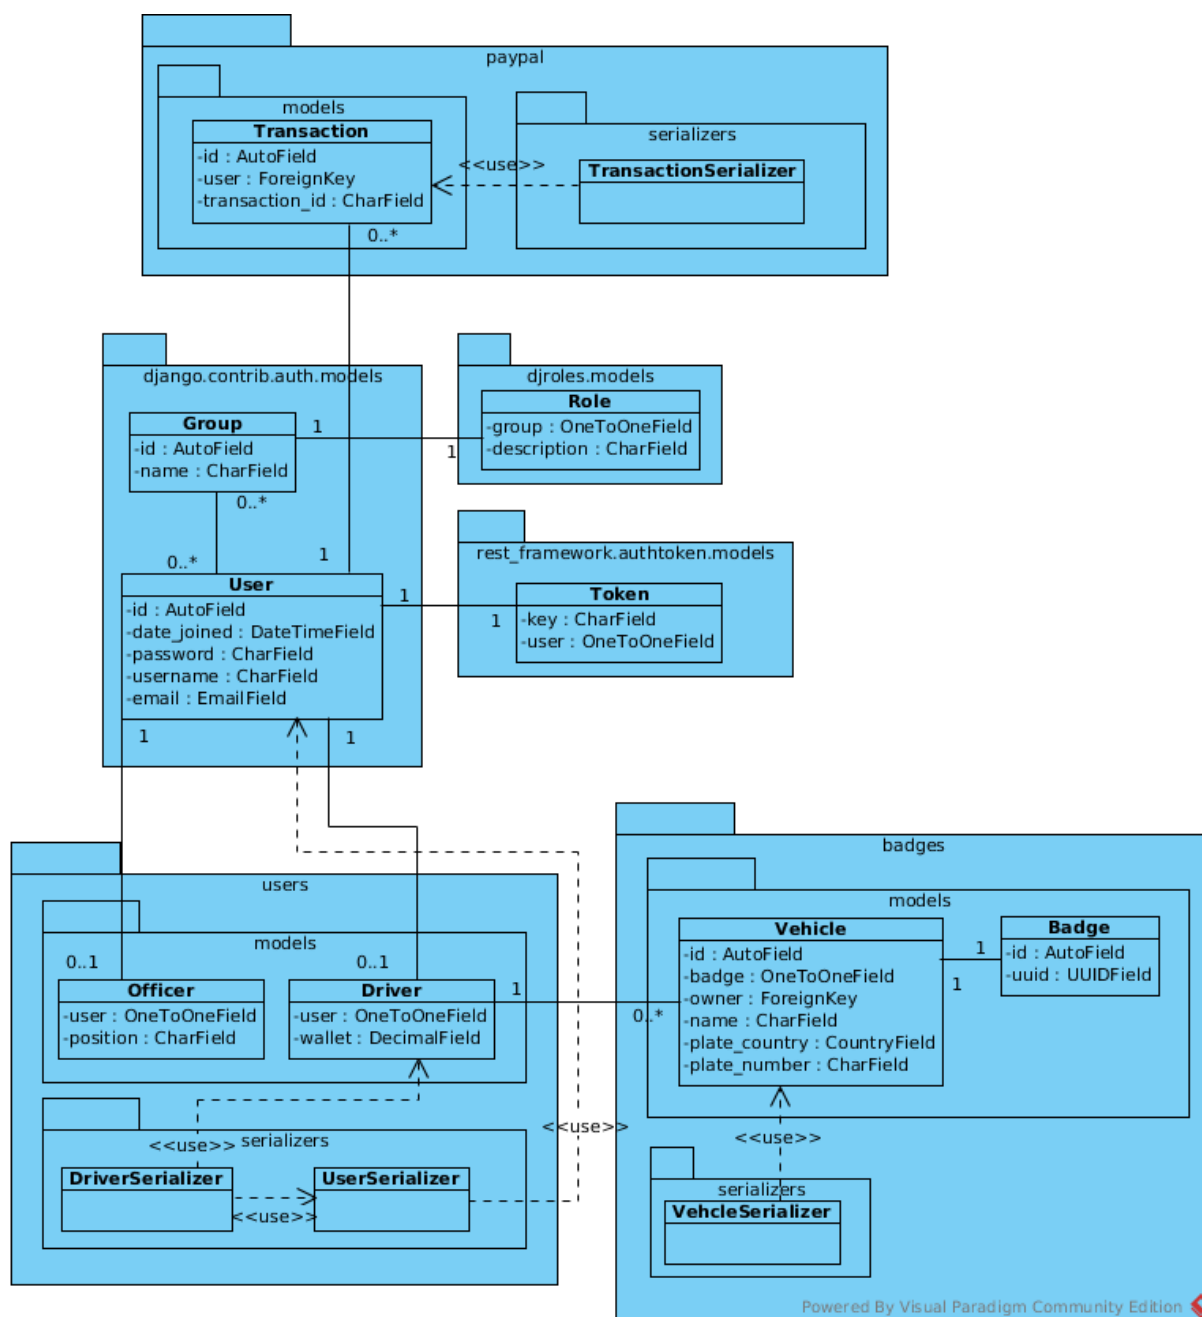 paypal
models
Transaction
-id : AutoField
-user : ForeignKey
-transaction_id : CharField
0..*
<<use>>
serializers
TransactionSerializer
django.contrib.auth.models
Group
-id : AutoField
-name : CharField
1
1
0..*
djroles.models
Role
-group : OneToOneField
-description : CharField
0..*
1
User
-id : AutoField
-date_joined : DateTimeField
-password : CharField
-username : CharField
-email : EmailField
1
1
rest_framework.authtoken.models
Token
-key : CharField
-user : OneToOneField
1
1
users
models
0..1
0..1
Officer
-user : OneToOneField
-position : CharField
Driver
-user : OneToOneField
-wallet : DecimalField
1
0..*
<<use>>
serializers
<<use>>
DriverSerializer
UserSerializer
<<use>>
badges
models
Vehicle
-id : AutoField
-badge : OneToOneField
-owner : ForeignKey
-name : CharField
-plate_country : CountryField
-plate_number : CharField
1
1
Badge
-id : AutoField
-uuid : UUIDField
<<use>>
serializers
VehcleSerializer
Powered By Visual Paradigm Community Edition